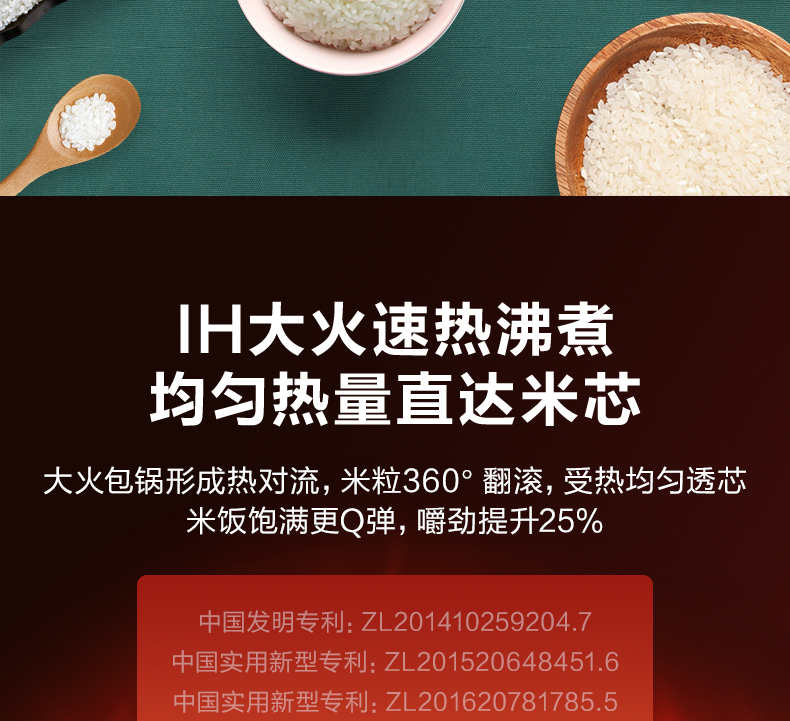 IH大火速热沸煮
均匀热量直达米芯
大火包锅形成热对流，米粒360° 翻滚，受热均匀透芯
米饭饱满更Q弹，嚼劲提升25%
中国发明专利：ZL201410259204.7
中国实用新型专利：ZL201520648451.6
中国实用新型专利：ZL201620781785.5